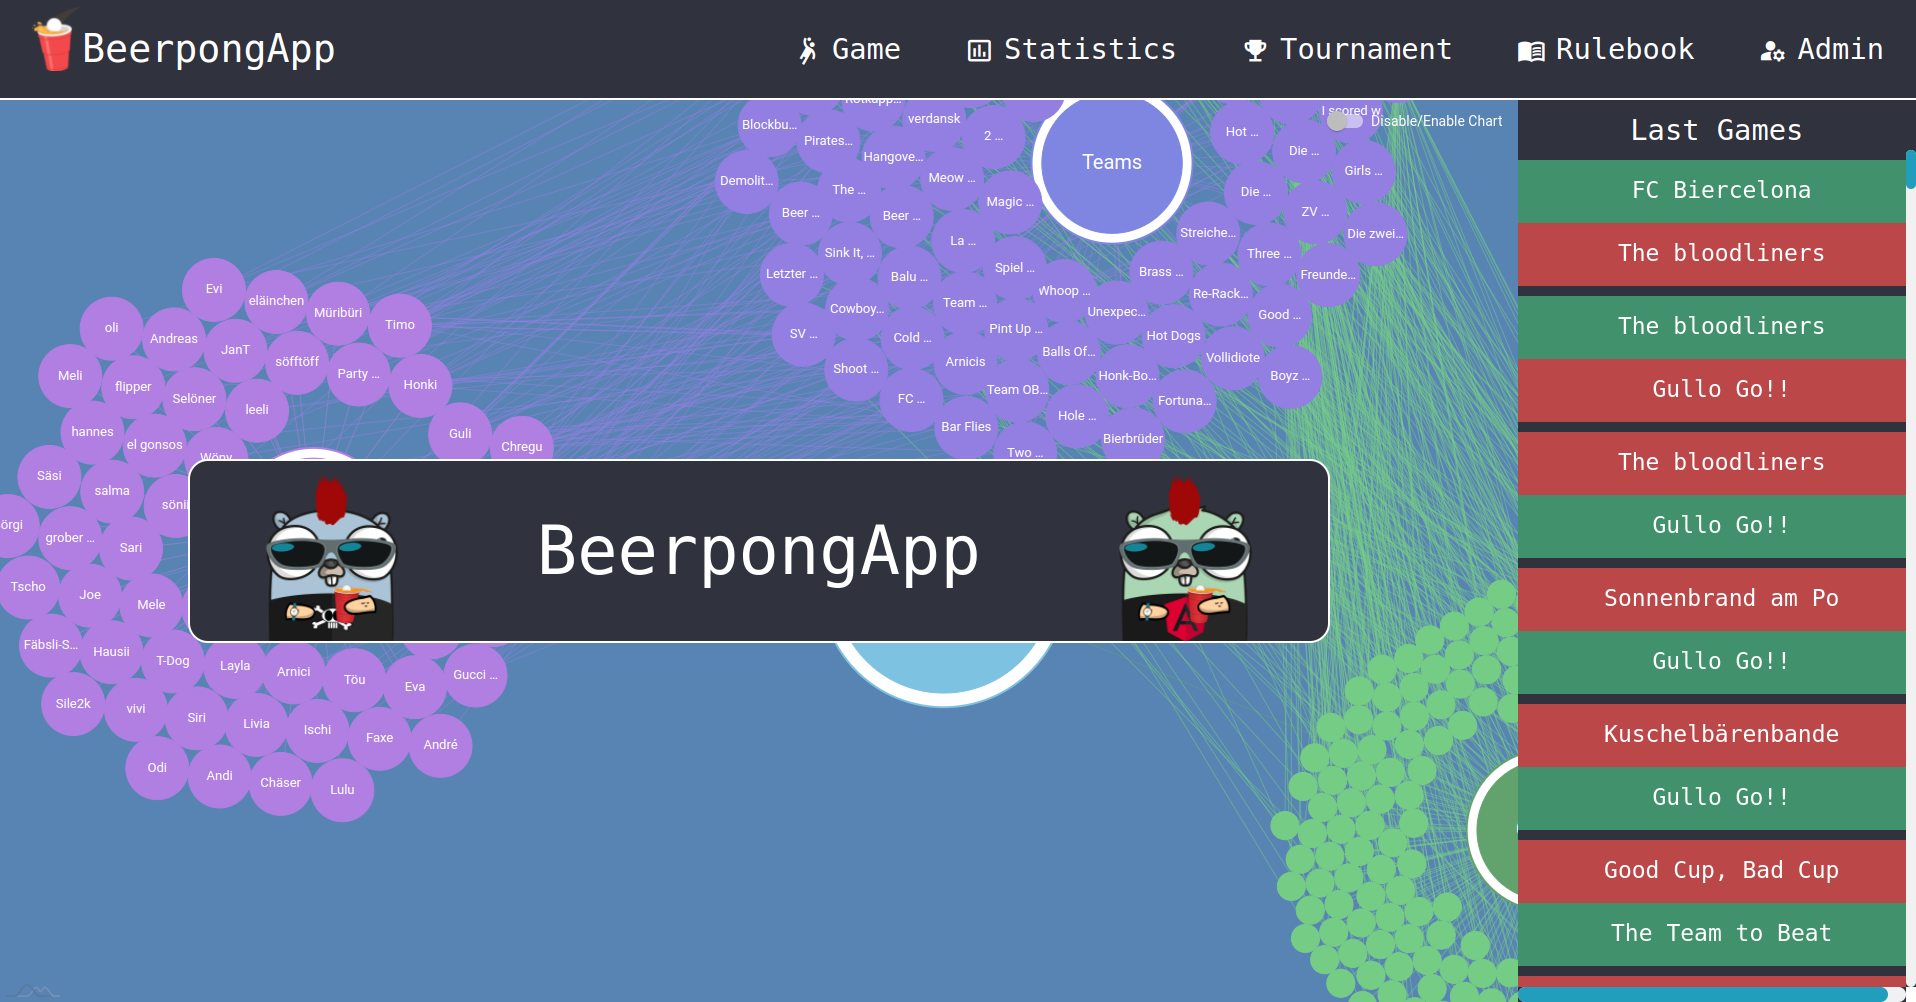 BeerpongApp
Game
Statistics
Tournament
Rulebook
Admin
Blockbu...
Pirates...
verdansk
2 ...
Hangove...
Demolit...
The ...
Meow ...
Magic ...
Beer ...
Beer ...
La ...
Sink It, ...
Letzter ...
Balu ...
Spiel ...
Whoop ...
Cowboy...
Team ...
Unexpec...
SV ...
Cold ...
Pint Up ...
Hot Dogs
Shoot ...
Arnicis
Balls Of...
Honk-Bo...
FC ...
Team OB...
Fortuna...
Bar Flies
Hole ...
Bierbrüder
Two ...
Teams
I scored w
Disable/Enable Chart
Hot ...
Die ...
Girls ...
Die ...
ZV ...
Streiche...
Die zwei...
Three ...
Brass ...
Freunde...
Re-Rack...
Good ...
Vollidiote
Boyz ...
Evi
eläinchen
Müribüri
Timo
oli
Andreas
JanT
söfftöff
Party ...
Honki
Meli
flipper
Selöner
leeli
Guli
Chregu
hannes
el gonsos
Wöny
Säsi
salma
sönii
örgi
grober ...
Sari
Tscho
Joe
Mele
Fäbsli-S...
Hausii
T-Dog
Layla
Arnici
Töu
Eva
Gucci ...
Sile2k
vivi
Siri
Livia
Ischi
Faxe
André
Odi
Andi
Chäser
Lulu
BeerpongApp
Last Games
FC Biercelona
The bloodliners
The bloodliners
Gullo Go!!
The bloodliners
Gullo Go!!
Sonnenbrand am Po
Gullo Go!!
Kuschelbärenbande
Gullo Go!!
Good Cup, Bad Cup
The Team to Beat